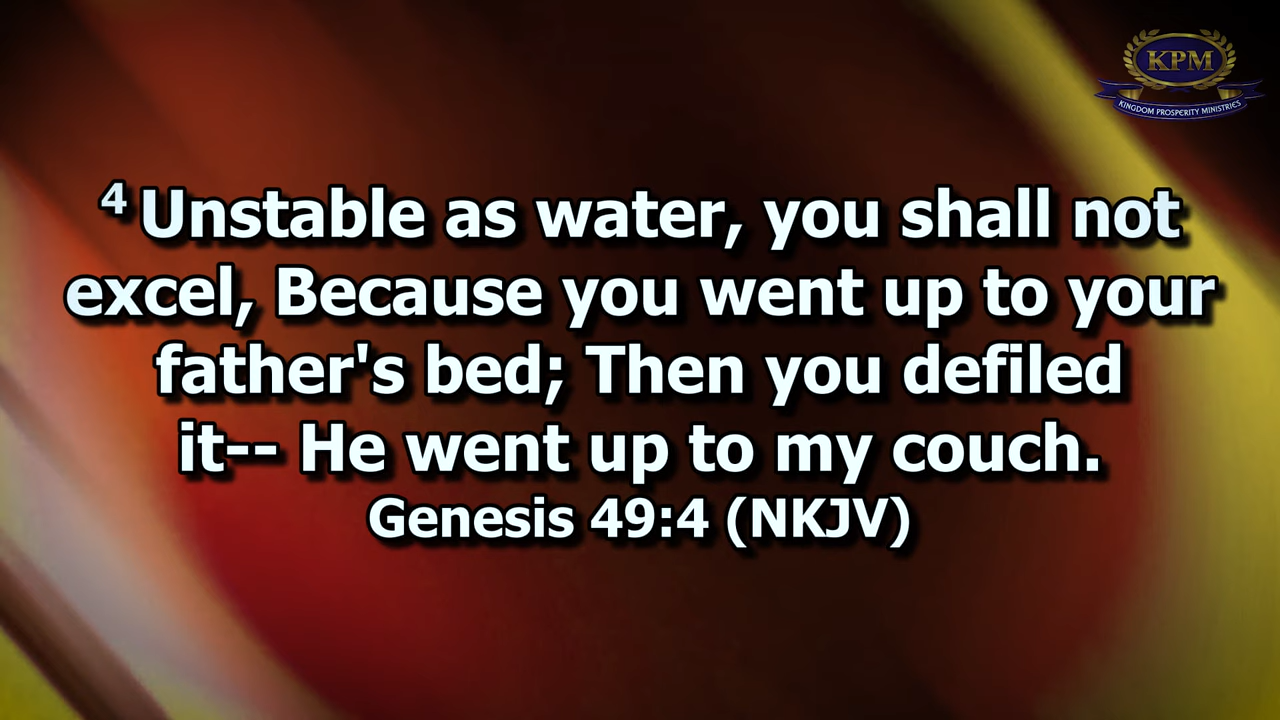 KPM
KINGDOM PROSPERITY MINISTRIES
4 Unstable as water, you shall not
excel, Because you went up to your
father's bed; Then you defiled
it-- He went up to my couch.
Genesis 49:4 (NKJV)